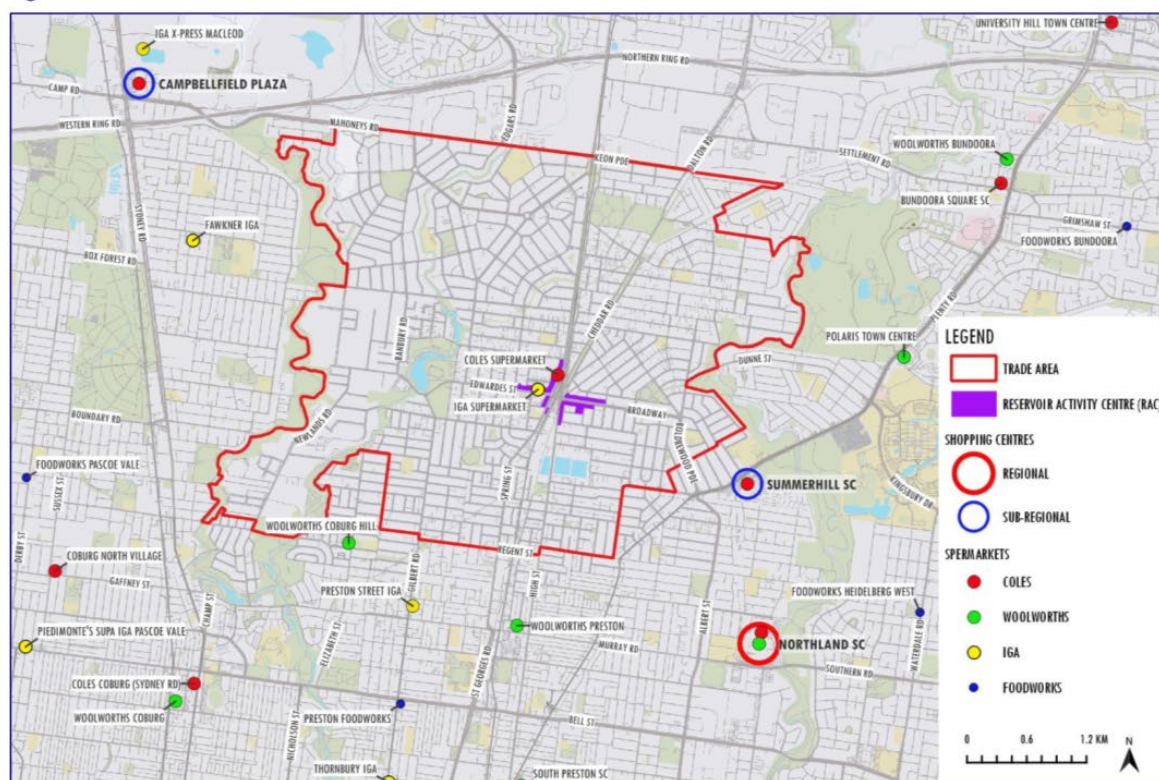 UNIVERSITY HILL TOWN CENTRE
IGA X-PRESS MACLEOD
NORTHERN RING RD
CAMPBELLFIELD PLAZA
CAMP RD
WESTERN RING RD
MAHONEYS RD
EDGARS RD
DALTON RD
KEON PDE
SETTLEMENT RD
WOOLWORTHS BUNDOORA
BUNDOORA SQUARE SC
GRIMSHAW ST
FOODWORKS BUNDOORA
SYDNEY RD
FAWKNER IGA
BOX FOREST RD
PLENTY RD
BANBURY RD
CHEDDAR RD
POLARIS TOWN CENTRE
COLES SUPERMARKET
DUNNE ST
EDWARDES ST
IGA SUPERMARKET
BROADWAY
BOLDREWOOD PDE
BOUNDARY RD
NEWLANDS RD
FOODWORKS PASCOE VALE
SUSSEX ST
SPRING ST
SUMMERHILL SC
KINGSBURY DR
WOOLWORTHS COBURG HILL
DERBY ST
REGENT ST
COBURG NORTH VILLAGE
GAFFNEY ST
CHAMP ST
GILBERT RD
HIGH ST
PRESTON STREET IGA
ALBERT ST
FOODWORKS HEIDELBERG WEST
PIEDIMONTE'S SUPA IGA PASCOE VALE
ELIZABETH ST
WOOLWORTHS PRESTON
MURRAY RD
NORTHLAND SC
WATERDALE RD
SOUTHERN RD
COLES COBURG (SYDNEY RD)
WOOLWORTHS COBURG
NICHOLSON ST
ST GEORGES RD
PRESTON FOODWORKS
BELL ST
THORNBURY IGA
SOUTH PRESTON SC
LEGEND
TRADE AREA
RESERVOIR ACTIVITY CENTRE (RAC)
SHOPPING CENTRES
REGIONAL
SUB-REGIONAL
SPERMARKETS
COLES
WOOLWORTHS
IGA
FOODWORKS
0 0.6 1.2 KM
N